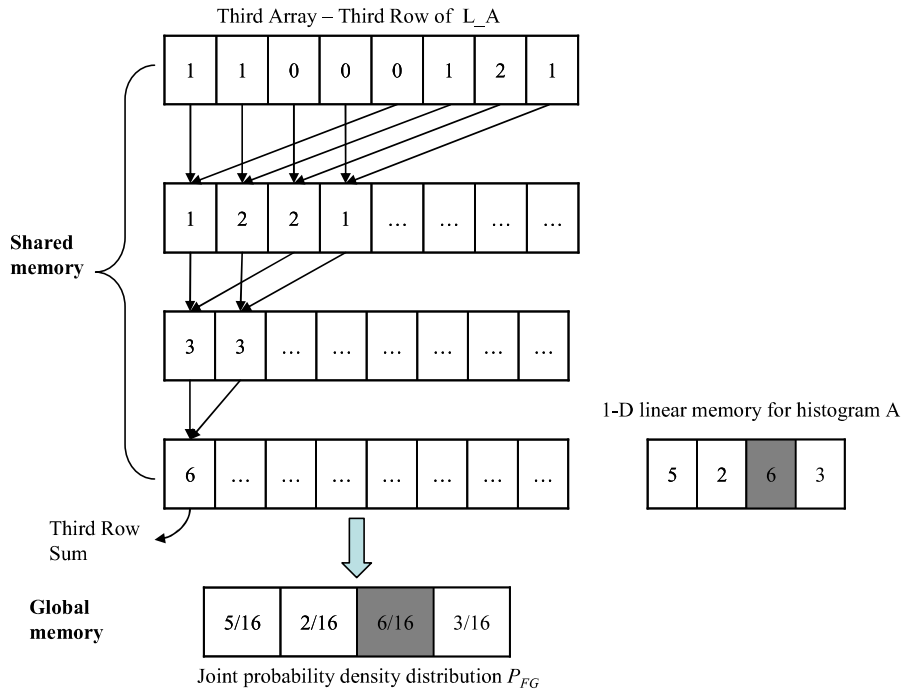 Third Array – Third Row of L_A
1 1 0 0 0 1 2 1
1 2 2 1 … … … …
Shared
memory
3 3 … … … … … …
1-D linear memory for histogram A
6 … … … … … … …
5 2 6 3
Third Row
Sum
Global
memory
5/16 2/16 6/16 3/16
Joint probability density distribution P_FG